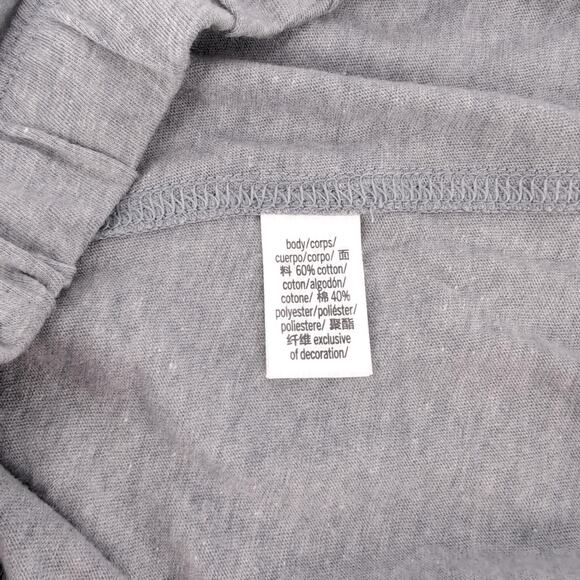 body/corps/
cuerpo/corpo/ 面
料 60% cotton/
coton/algodón/
cotone/ 棉 40%
polyester/poliéster/
poliestere/ 聚酯
纤维 exclusive
of decoration/